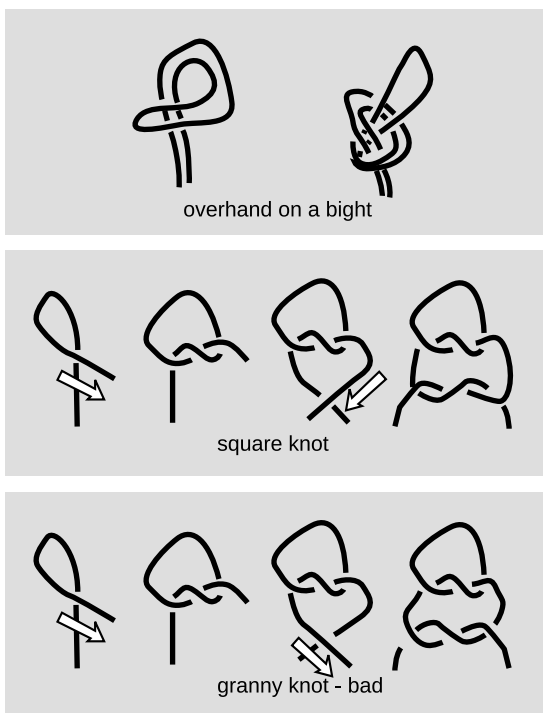 overhand on a bight
square knot
granny knot - bad